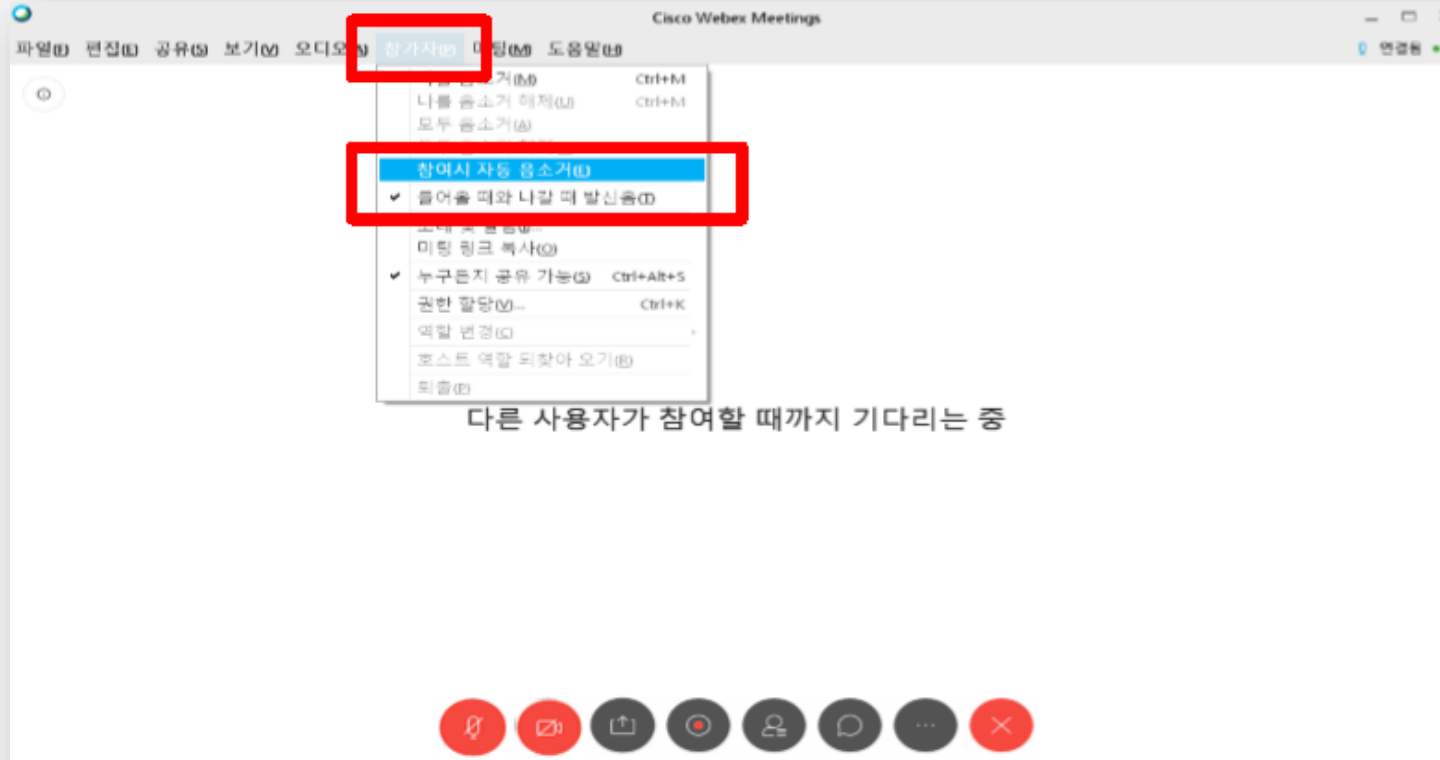 Cisco Webex Meetings
파일(F) 편집(E) 공유(S) 보기(V) 오디오(A) 참가자(P) 미팅(M) 도움말(H)
연결됨
음소거(M) Ctrl+M
나를 음소거 해제(U) Ctrl+M
모두 음소거(A)
참여시 자동 음소거(E)
✔ 들어올 때와 나갈 때 발신음(T)
미팅 링크 복사(O)
✔ 누구든지 공유 가능(S) Ctrl+Alt+S
권한 할당(V)... Ctrl+K
역할 변경(C)
호스트 역할 되찾아 오기(R)
퇴출(P)
다른 사용자가 참여할 때까지 기다리는 중